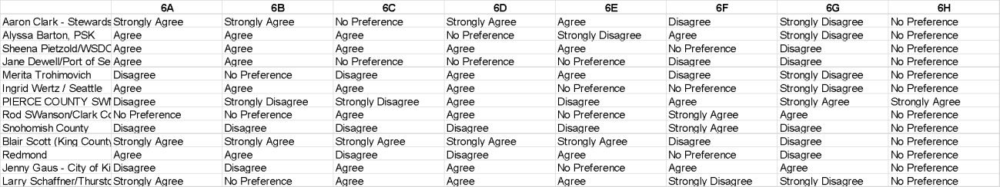 6A 6B 6C 6D 6E 6F 6G 6H
Aaron Clark - Stewards Strongly Agree Strongly Agree No Preference Strongly Agree Agree Disagree Strongly Disagree No Preference
Alyssa Barton, PSK Agree Agree Agree No Preference Strongly Disagree Agree Strongly Disagree No Preference
Sheena Pietzold/WSDO Agree Agree Agree Agree Agree No Preference Disagree No Preference
Jane Dewell/Port of Se Agree Agree No Preference No Preference No Preference Disagree Disagree No Preference
Merita Trohimovich Disagree No Preference Disagree Agree Agree Disagree Strongly Disagree No Preference
Ingrid Wertz / Seattle Agree Agree Agree Agree No Preference No Preference Strongly Disagree No Preference
PIERCE COUNTY SWM Disagree Strongly Disagree Strongly Disagree Agree Disagree Agree Strongly Agree Strongly Agree
Rod SWanson/Clark Co No Preference No Preference Agree Agree No Preference Strongly Agree Agree No Preference
Snohomish County Disagree Disagree Disagree Disagree Disagree Strongly Agree Disagree No Preference
Blair Scott (King County Strongly Agree Strongly Agree Strongly Agree Strongly Agree Strongly Agree Disagree Disagree No Preference
Redmond Agree Agree Disagree Disagree Agree No Preference Disagree No Preference
Jenny Gaus - City of Ki Disagree Disagree Agree Agree No Preference Agree Agree No Preference
Larry Schaffner/Thursto Strongly Agree No Preference Agree Agree Agree Strongly Disagree Strongly Disagree No Preference